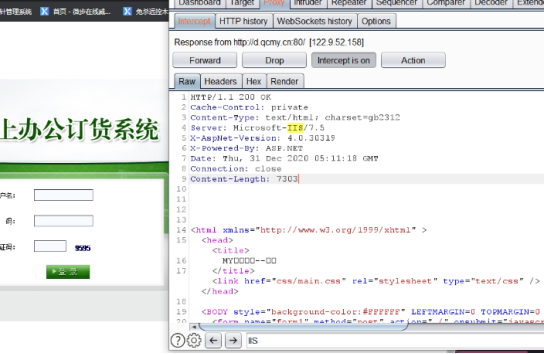 计管理系统 首页 - 微步在线威... 免杀远控木
Dashboard Target Proxy Intruder Repeater Sequencer Comparer Decoder Extend
Intercept HTTP history WebSockets history Options
Response from http://d.qcmy.cn:80/ [122.9.52.158]
Forward Drop Intercept is on Action
Raw Headers Hex Render
1 HTTP/1.1 200 OK
2 Cache-Control: private
3 Content-Type: text/html; charset=gb2312
4 Server: Microsoft-IIS/7.5
5 X-AspNet-Version: 4.0.30319
6 X-Powered-By: ASP.NET
7 Date: Thu, 31 Dec 2020 05:11:18 GMT
8 Connection: close
9 Content-Length: 7303
10
11
12
13
14 <html xmlns="http://www.w3.org/1999/xhtml" >
15 <head>
<title>
16 MY□□□□--□□
</title>
17 <link href="css/main.css" rel="stylesheet" type="text/css" />
</head>
18
19 <BODY style="background-color:#FFFFFF" LEFTMARGIN=0 TOPMARGIN=0
20 <form name="form1" method="post" action="./" onsubmit="javasc
IIS
上办公订货系统
户名:
码:
证码: 9595
登录